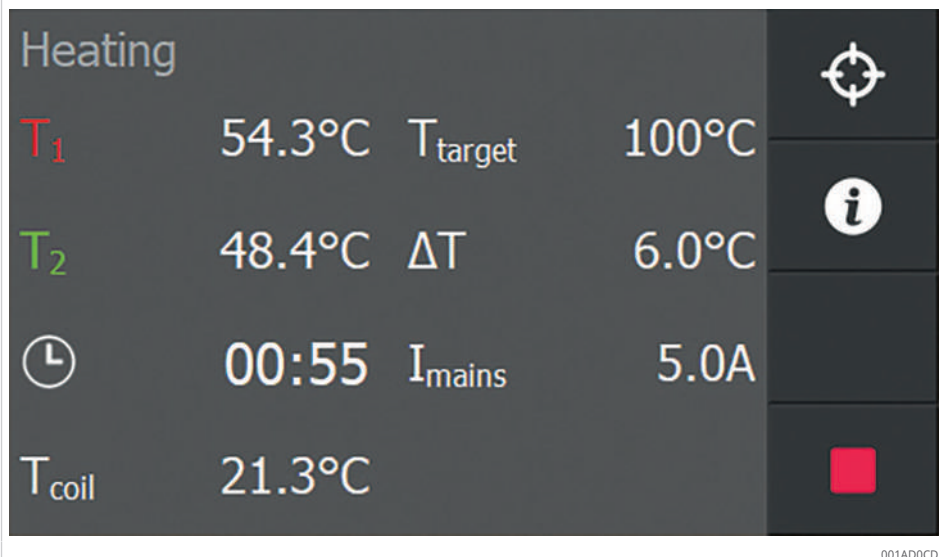 Heating
T1 54.3°C Ttarget 100°C
T2 48.4°C ΔT 6.0°C
00:55 Imains 5.0A
Tcoil 21.3°C
i
001AD0CD